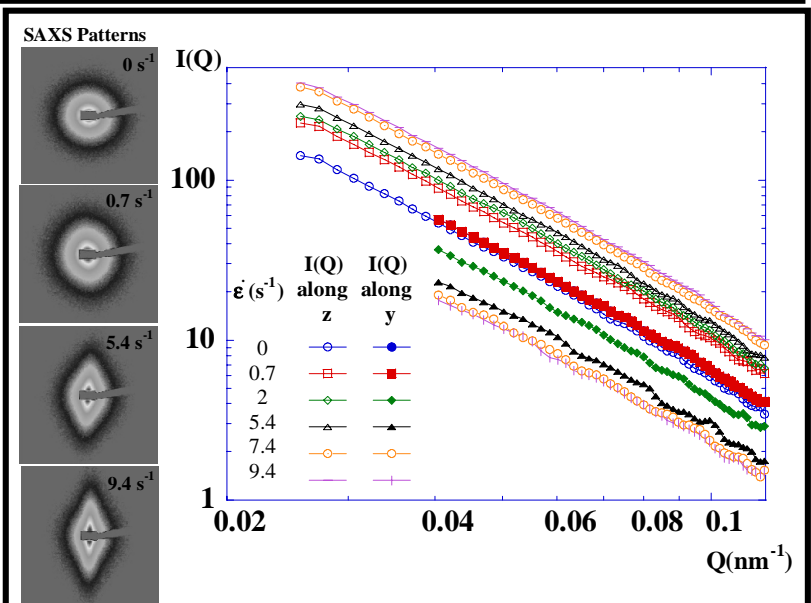 SAXS Patterns
0 s⁻¹
0.7 s⁻¹
5.4 s⁻¹
9.4 s⁻¹
I(Q)
100
10
1
0.02 0.04 0.06 0.08 0.1
Q(nm⁻¹)
I(Q) I(Q)
ε̇ (s⁻¹) along along
z y
0
0.7
2
5.4
7.4
9.4